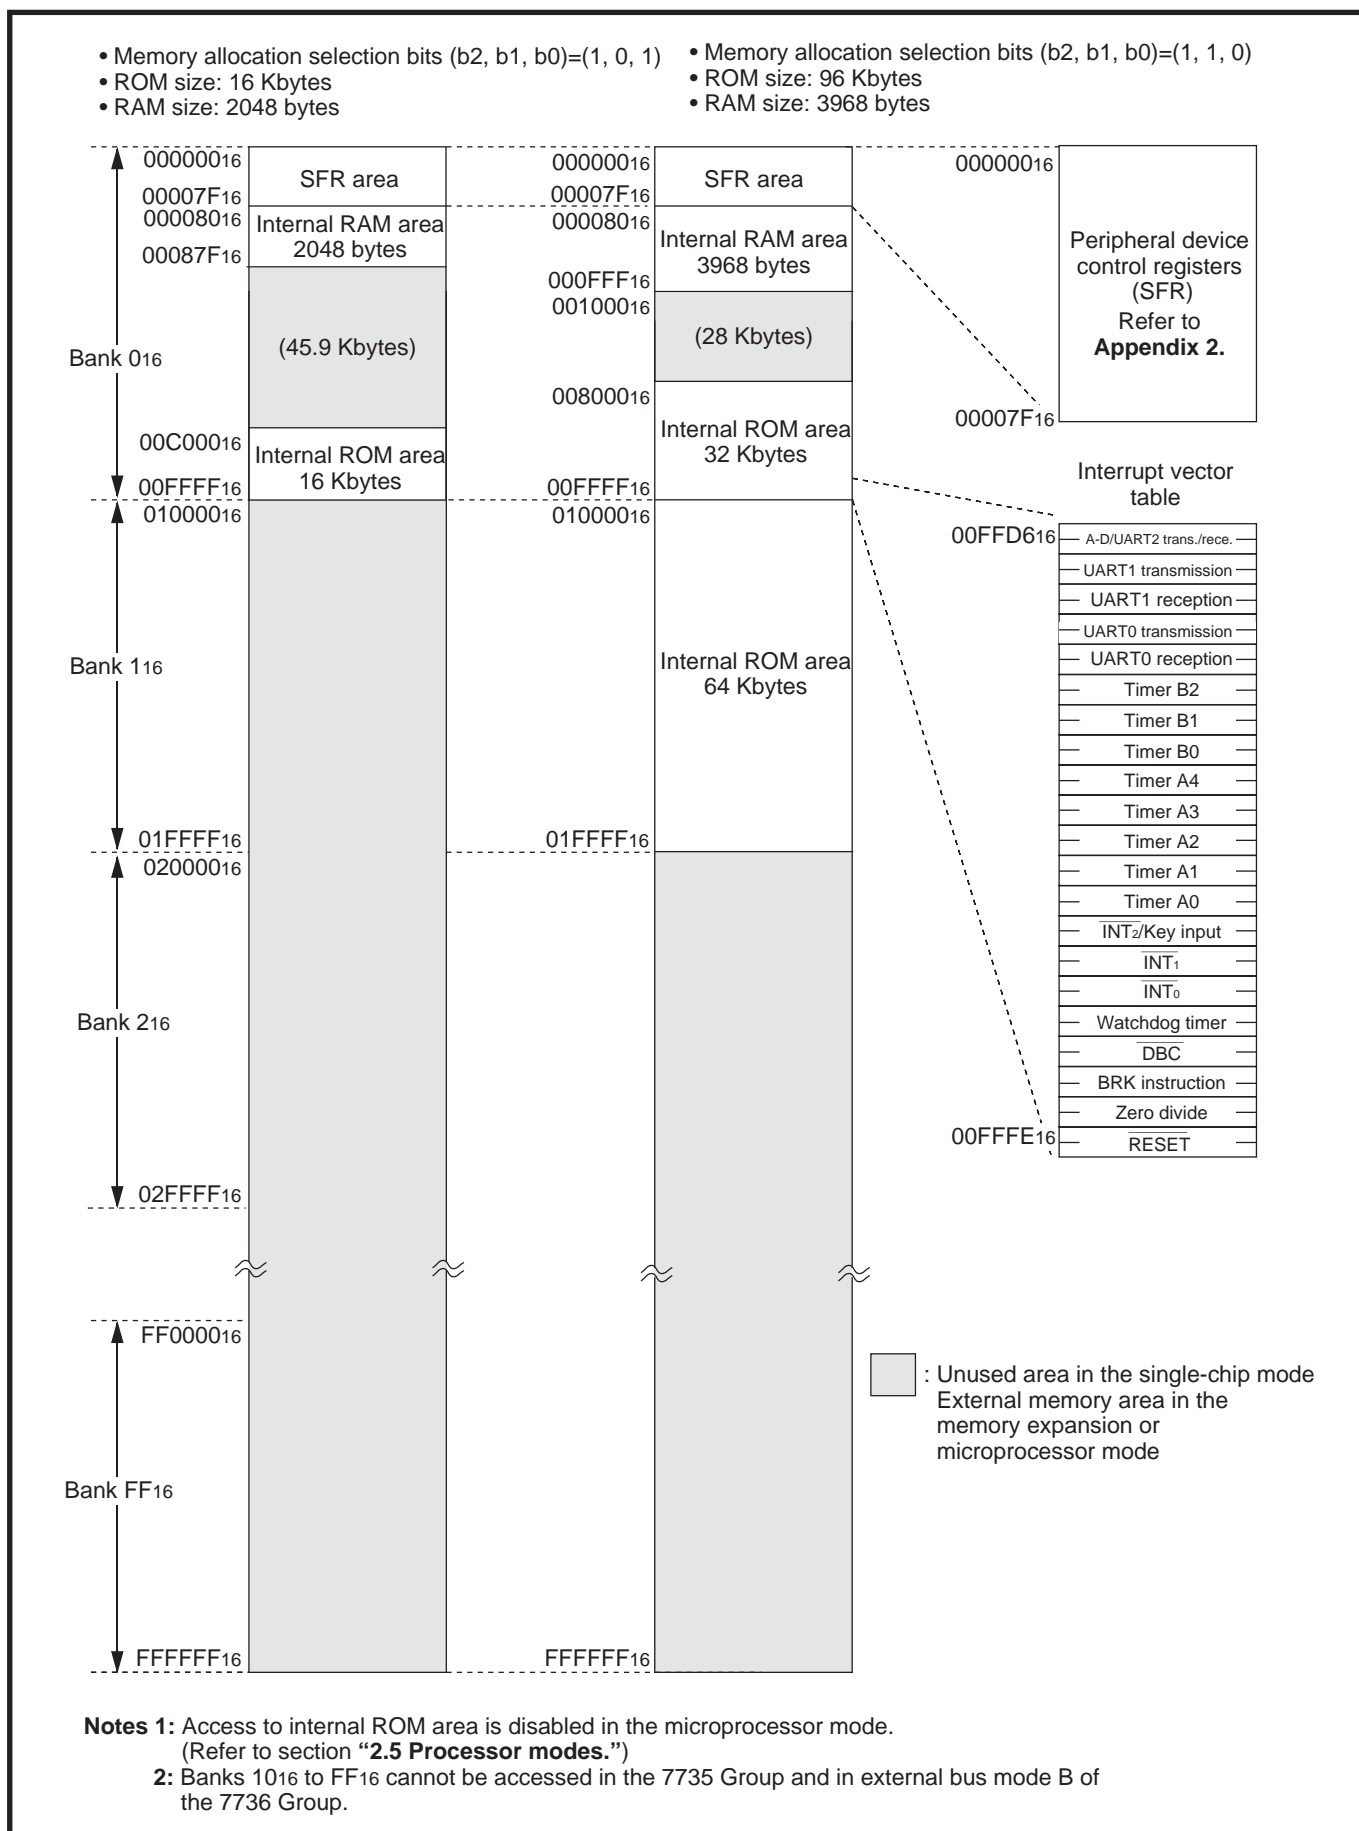 • Memory allocation selection bits (b2, b1, b0)=(1, 0, 1)
• ROM size: 16 Kbytes
• RAM size: 2048 bytes
• Memory allocation selection bits (b2, b1, b0)=(1, 1, 0)
• ROM size: 96 Kbytes
• RAM size: 3968 bytes
Bank 016
Bank 116
Bank 216
Bank FF16
00000016
00007F16
00008016
00087F16
00C00016
00FFFF16
01000016
01FFFF16
02000016
02FFFF16
FF000016
FFFFFF16
SFR area
Internal RAM area
2048 bytes
(45.9 Kbytes)
Internal ROM area
16 Kbytes
00000016
00007F16
00008016
000FFF16
00100016
00800016
00FFFF16
01000016
01FFFF16
FFFFFF16
SFR area
Internal RAM area
3968 bytes
(28 Kbytes)
Internal ROM area
32 Kbytes
Internal ROM area
64 Kbytes
00000016
00007F16
Peripheral device
control registers
(SFR)
Refer to
Appendix 2.
Interrupt vector
table
00FFD616
00FFFE16
A-D/UART2 trans./rece.
UART1 transmission
UART1 reception
UART0 transmission
UART0 reception
Timer B2
Timer B1
Timer B0
Timer A4
Timer A3
Timer A2
Timer A1
Timer A0
INT2/Key input
INT1
INT0
Watchdog timer
DBC
BRK instruction
Zero divide
RESET
: Unused area in the single-chip mode
External memory area in the
memory expansion or
microprocessor mode
Notes 1: Access to internal ROM area is disabled in the microprocessor mode.
(Refer to section “2.5 Processor modes.”)
2: Banks 1016 to FF16 cannot be accessed in the 7735 Group and in external bus mode B of
the 7736 Group.